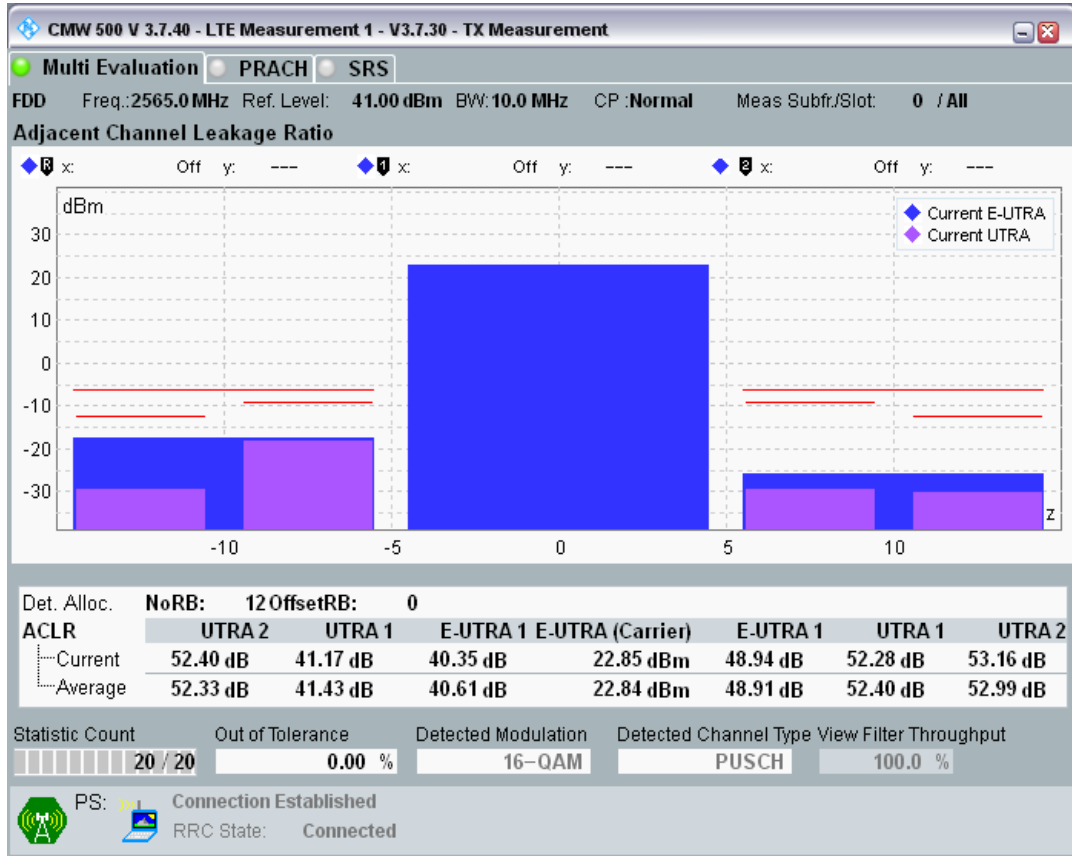 CMW 500 V 3.7.40 - LTE Measurement 1 - V3.7.30 - TX Measurement
Multi Evaluation PRACH SRS
FDD Freq.:2565.0 MHz Ref. Level: 41.00 dBm BW:10.0 MHz CP :Normal Meas Subfr./Slot: 0 / All
Adjacent Channel Leakage Ratio
R x: Off y: --- 1 x: Off y: --- 2 x: Off y: ---
dBm
Current E-UTRA
Current UTRA
30
20
10
0
-10
-20
-30
z
-10 -5 0 5 10
Det. Alloc. NoRB: 12 OffsetRB: 0
ACLR UTRA 2 UTRA 1 E-UTRA 1 E-UTRA (Carrier) E-UTRA 1 UTRA 1 UTRA 2
Current 52.40 dB 41.17 dB 40.35 dB 22.85 dBm 48.94 dB 52.28 dB 53.16 dB
Average 52.33 dB 41.43 dB 40.61 dB 22.84 dBm 48.91 dB 52.40 dB 52.99 dB
Statistic Count Out of Tolerance Detected Modulation Detected Channel Type View Filter Throughput
20 / 20 0.00 % 16-QAM PUSCH 100.0 %
PS: Connection Established
RRC State: Connected